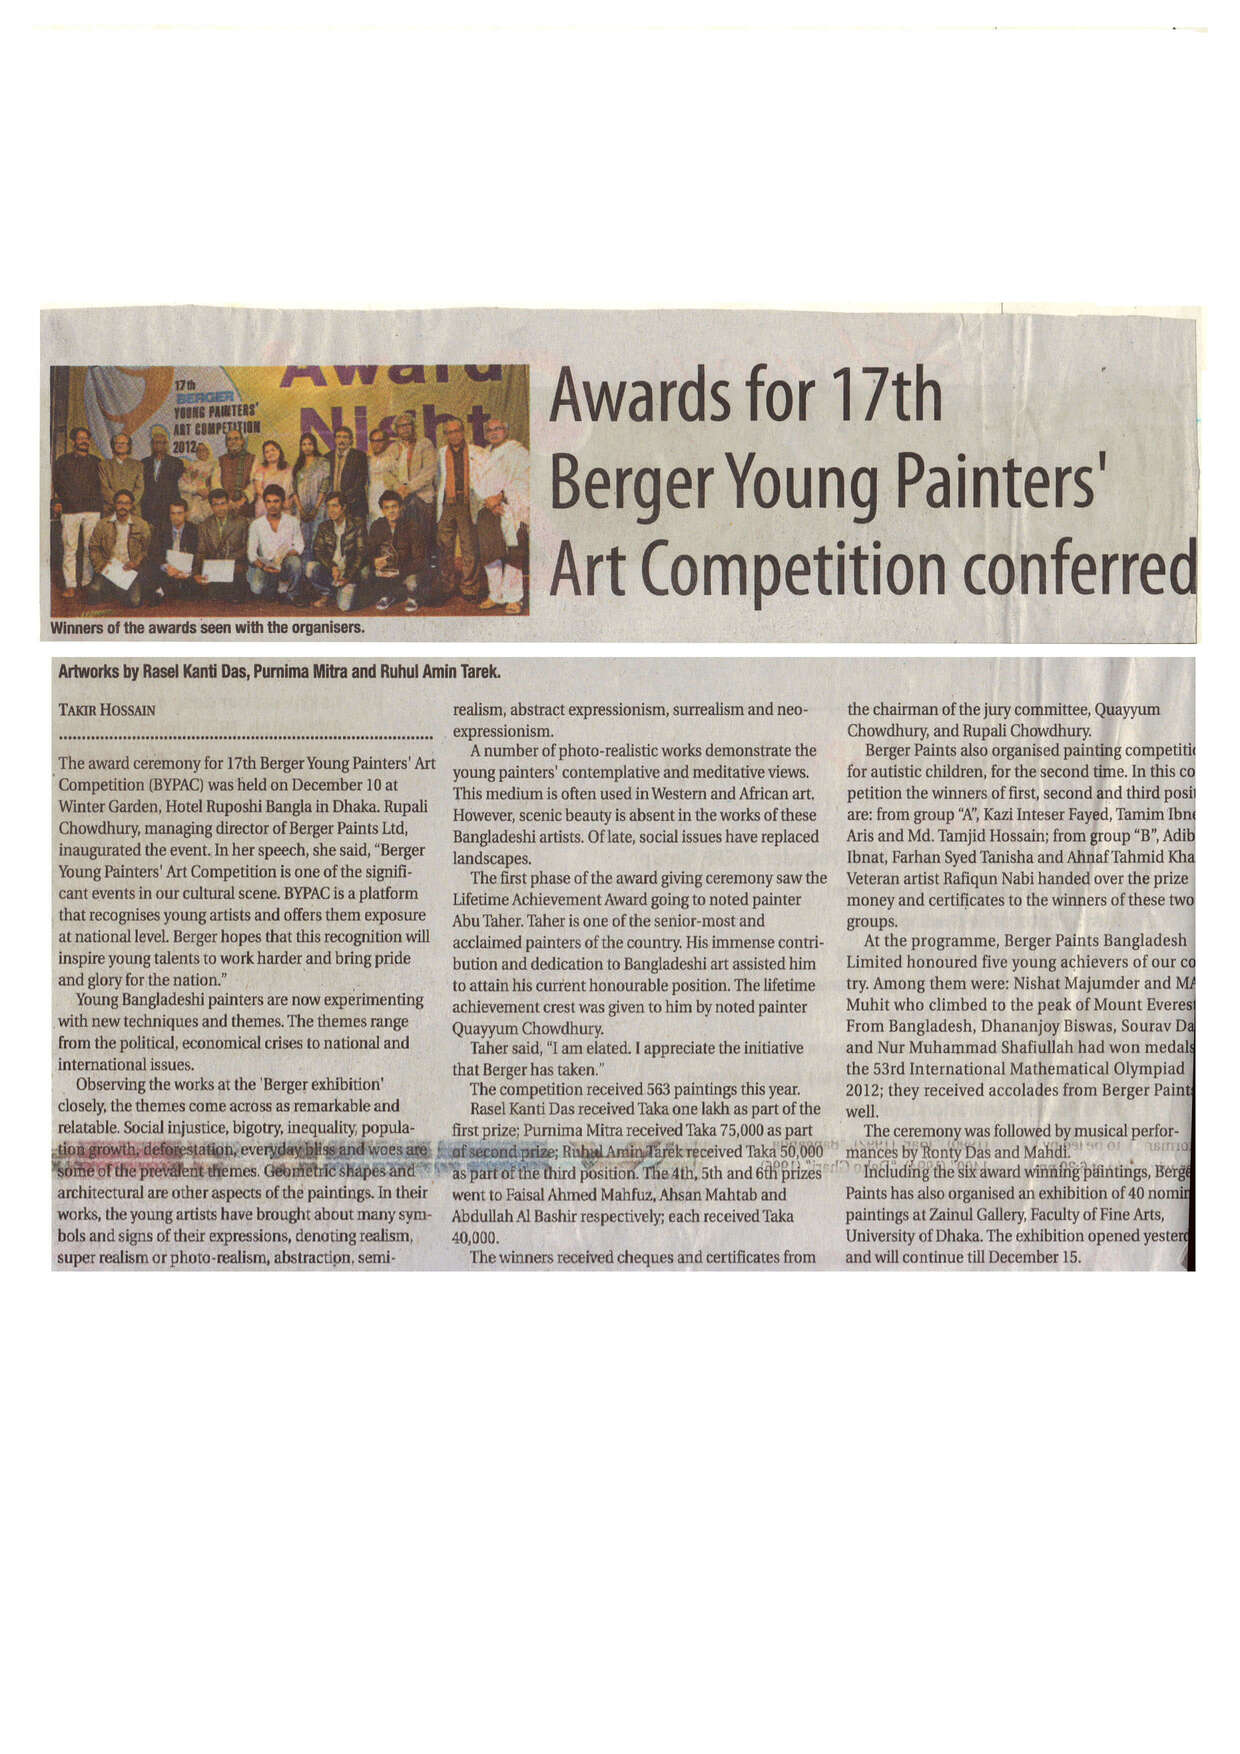 Award
Night
17th
BERGER
YOUNG PAINTERS'
ART COMPETITION
2012
Winners of the awards seen with the organisers.
Awards for 17th
Berger Young Painters'
Art Competition conferred
Artworks by Rasel Kanti Das, Purnima Mitra and Ruhul Amin Tarek.
TAKIR HOSSAIN
The award ceremony for 17th Berger Young Painters' Art
Competition (BYPAC) was held on December 10 at
Winter Garden, Hotel Ruposhi Bangla in Dhaka. Rupali
Chowdhury, managing director of Berger Paints Ltd,
inaugurated the event. In her speech, she said, “Berger
Young Painters' Art Competition is one of the signifi-
cant events in our cultural scene. BYPAC is a platform
that recognises young artists and offers them exposure
at national level. Berger hopes that this recognition will
inspire young talents to work harder and bring pride
and glory for the nation.”
Young Bangladeshi painters are now experimenting
with new techniques and themes. The themes range
from the political, economical crises to national and
international issues.
Observing the works at the 'Berger exhibition'
closely, the themes come across as remarkable and
relatable. Social injustice, bigotry, inequality, popula-
tion growth, deforestation, everyday bliss and woes are
some of the prevalent themes. Geometric shapes and
architectural are other aspects of the paintings. In their
works, the young artists have brought about many sym-
bols and signs of their expressions, denoting realism,
super realism or photo-realism, abstraction, semi-
realism, abstract expressionism, surrealism and neo-
expressionism.
A number of photo-realistic works demonstrate the
young painters' contemplative and meditative views.
This medium is often used in Western and African art.
However, scenic beauty is absent in the works of these
Bangladeshi artists. Of late, social issues have replaced
landscapes.
The first phase of the award giving ceremony saw the
Lifetime Achievement Award going to noted painter
Abu Taher. Taher is one of the senior-most and
acclaimed painters of the country. His immense contri-
bution and dedication to Bangladeshi art assisted him
to attain his current honourable position. The lifetime
achievement crest was given to him by noted painter
Quayyum Chowdhury.
Taher said, “I am elated. I appreciate the initiative
that Berger has taken.”
The competition received 563 paintings this year.
Rasel Kanti Das received Taka one lakh as part of the
first prize; Purnima Mitra received Taka 75,000 as part
of second prize; Ruhul Amin Tarek received Taka 50,000
as part of the third position. The 4th, 5th and 6th prizes
went to Faisal Ahmed Mahfuz, Ahsan Mahtab and
Abdullah Al Bashir respectively; each received Taka
40,000.
The winners received cheques and certificates from
the chairman of the jury committee, Quayyum
Chowdhury, and Rupali Chowdhury.
Berger Paints also organised painting competitio
for autistic children, for the second time. In this co
petition the winners of first, second and third posit
are: from group “A”, Kazi Inteser Fayed, Tamim Ibne
Aris and Md. Tamjid Hossain; from group “B”, Adib
Ibnat, Farhan Syed Tanisha and Ahnaf Tahmid Kha
Veteran artist Rafiqun Nabi handed over the prize
money and certificates to the winners of these two
groups.
At the programme, Berger Paints Bangladesh
Limited honoured five young achievers of our co
try. Among them were: Nishat Majumder and MA
Muhit who climbed to the peak of Mount Everes
From Bangladesh, Dhananjoy Biswas, Sourav Da
and Nur Muhammad Shafiullah had won medals
the 53rd International Mathematical Olympiad
2012; they received accolades from Berger Paints
well.
The ceremony was followed by musical perfor-
mances by Ronty Das and Mahdi.
Including the six award winning paintings, Berge
Paints has also organised an exhibition of 40 nomin
paintings at Zainul Gallery, Faculty of Fine Arts,
University of Dhaka. The exhibition opened yesterd
and will continue till December 15.